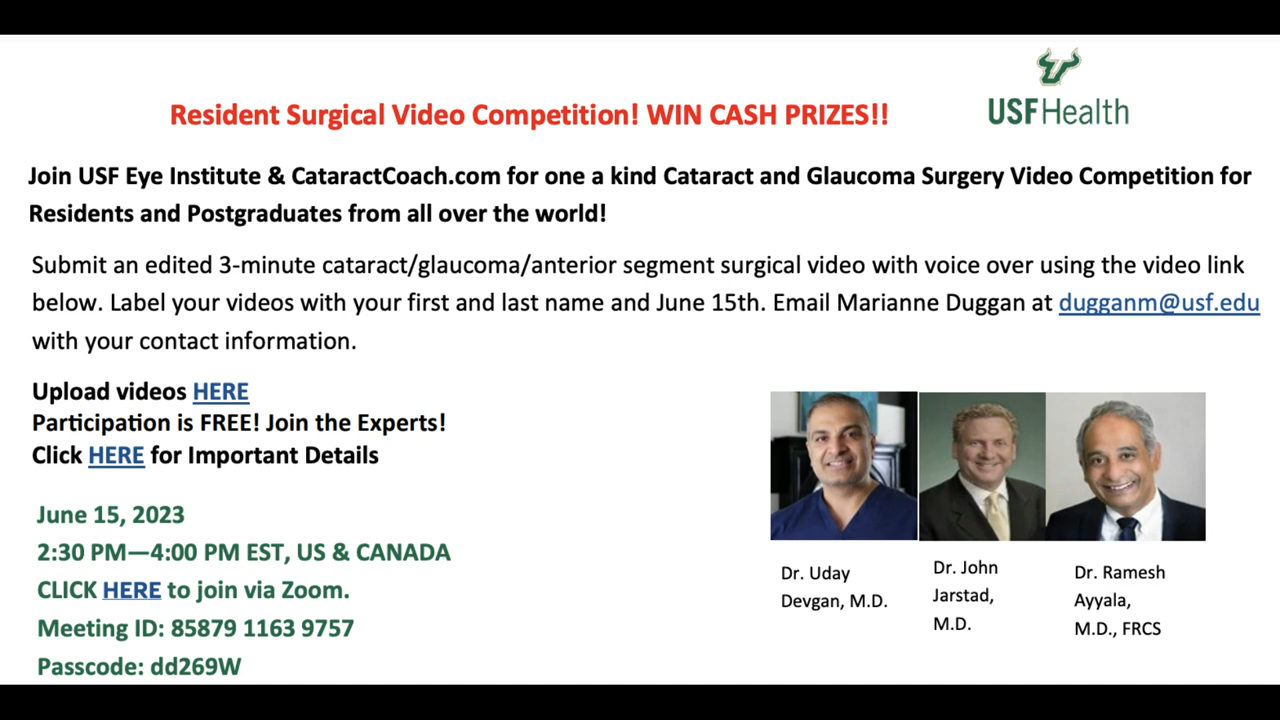 USF Health
Resident Surgical Video Competition! WIN CASH PRIZES!!
Join USF Eye Institute & CataractCoach.com for one a kind Cataract and Glaucoma Surgery Video Competition for
Residents and Postgraduates from all over the world!
Submit an edited 3-minute cataract/glaucoma/anterior segment surgical video with voice over using the video link
below. Label your videos with your first and last name and June 15th. Email Marianne Duggan at dugganm@usf.edu
with your contact information.
Upload videos HERE
Participation is FREE! Join the Experts!
Click HERE for Important Details
June 15, 2023
2:30 PM—4:00 PM EST, US & CANADA
CLICK HERE to join via Zoom.
Meeting ID: 85879 1163 9757
Passcode: dd269W
Dr. Uday
Devgan, M.D.
Dr. John
Jarstad,
M.D.
Dr. Ramesh
Ayyala,
M.D., FRCS